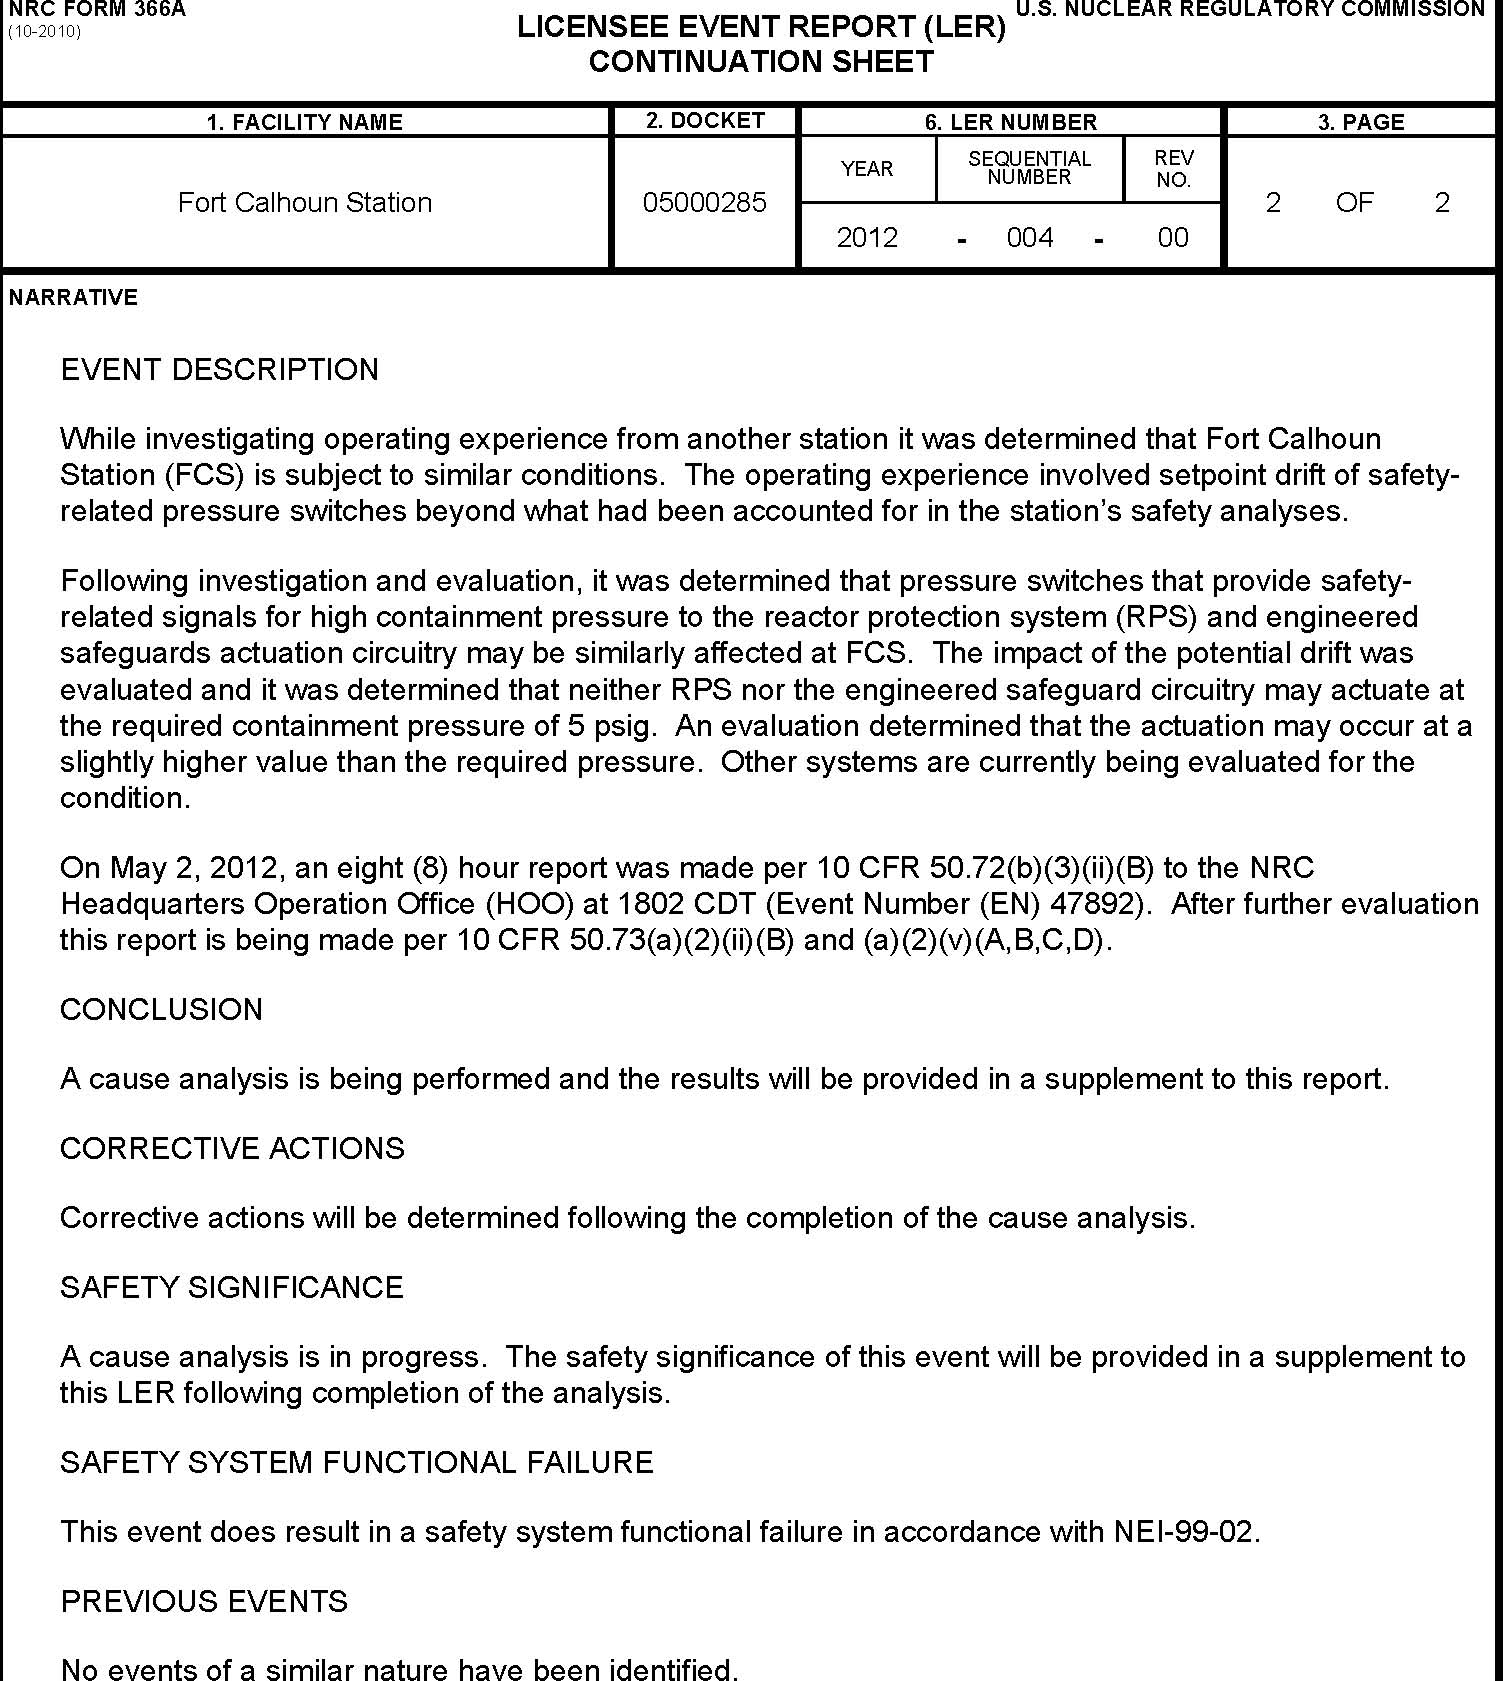 NRC FORM 366A
(10-2010)
U.S. NUCLEAR REGULATORY COMMISSION
LICENSEE EVENT REPORT (LER)
CONTINUATION SHEET
1. FACILITY NAME
2. DOCKET
6. LER NUMBER
3. PAGE
Fort Calhoun Station
05000285
YEAR
SEQUENTIAL
NUMBER
REV
NO.
2 OF 2
2012 - 004 - 00
NARRATIVE
EVENT DESCRIPTION
While investigating operating experience from another station it was determined that Fort Calhoun
Station (FCS) is subject to similar conditions. The operating experience involved setpoint drift of safety-
related pressure switches beyond what had been accounted for in the station's safety analyses.
Following investigation and evaluation, it was determined that pressure switches that provide safety-
related signals for high containment pressure to the reactor protection system (RPS) and engineered
safeguards actuation circuitry may be similarly affected at FCS. The impact of the potential drift was
evaluated and it was determined that neither RPS nor the engineered safeguard circuitry may actuate at
the required containment pressure of 5 psig. An evaluation determined that the actuation may occur at a
slightly higher value than the required pressure. Other systems are currently being evaluated for the
condition.
On May 2, 2012, an eight (8) hour report was made per 10 CFR 50.72(b)(3)(ii)(B) to the NRC
Headquarters Operation Office (HOO) at 1802 CDT (Event Number (EN) 47892). After further evaluation
this report is being made per 10 CFR 50.73(a)(2)(ii)(B) and (a)(2)(v)(A,B,C,D).
CONCLUSION
A cause analysis is being performed and the results will be provided in a supplement to this report.
CORRECTIVE ACTIONS
Corrective actions will be determined following the completion of the cause analysis.
SAFETY SIGNIFICANCE
A cause analysis is in progress. The safety significance of this event will be provided in a supplement to
this LER following completion of the analysis.
SAFETY SYSTEM FUNCTIONAL FAILURE
This event does result in a safety system functional failure in accordance with NEI-99-02.
PREVIOUS EVENTS
No events of a similar nature have been identified.